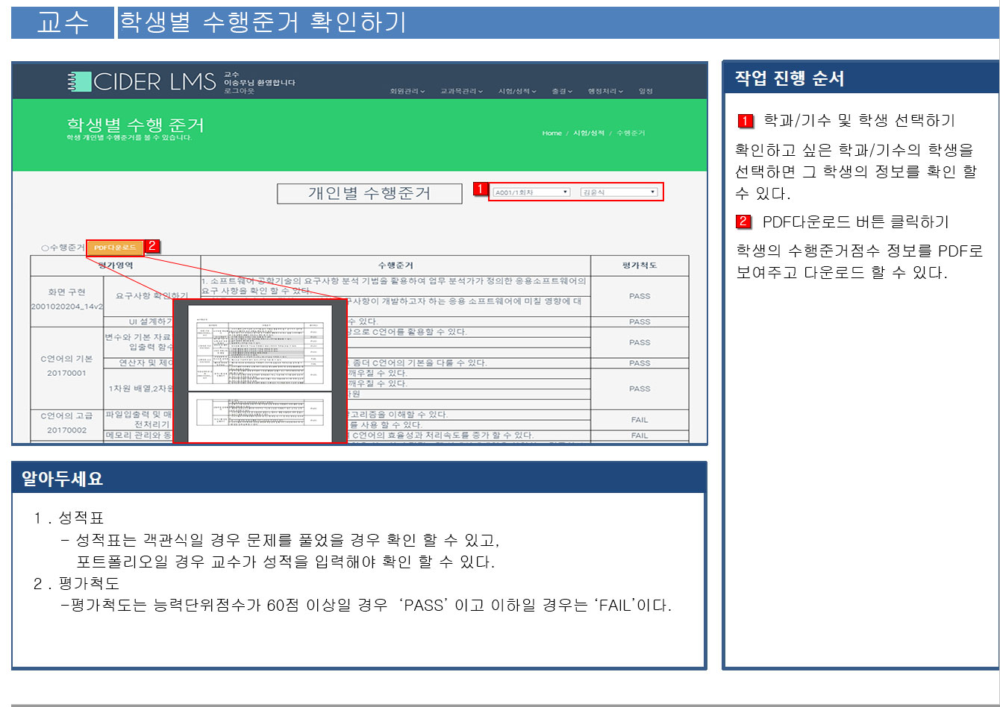 교수
학생별 수행준거 확인하기
CIDER LMS
교수
이승무님 환영합니다
로그아웃
회원관리
교과목관리
시험/성적
출결
행정처리
일정
학생별 수행 준거
학생 개인별 수행준거를 볼 수 있습니다.
Home / 시험/성적 / 수행준거
개인별 수행준거
1
A001/1회차
김윤식
○수행준거
PDF다운로드
2
평가영역
수행준거
평가척도
화면 구현
2001020204_14v2
요구사항 확인하기
1. 소프트웨어 공학기술의 요구사항 분석 기법을 활용하여 업무 분석가가 정의한 응용소프트웨어의
요구 사항을 확인 할 수 있다.
구사항이 개발하고자 하는 응용 소프트웨어에 미칠 영향에 대
PASS
UI 설계하기
수 있다.
PASS
C언어의 기본
20170001
변수와 기본 자료
입출력 함수
상으로 C언어를 활용할 수 있다.
PASS
연산자 및 제어
좀더 C언어의 기본을 다룰 수 있다.
PASS
1차원 배열,2차원
깨우칠 수 있다.
깨우칠 수 있다.
차원
PASS
C언어의 고급
20170002
파일입출력 및 매
전처리기
알고리즘을 이해할 수 있다.
를 사용 할 수 있다.
FAIL
메모리 관리와 동
C언어의 효율성과 처리속도를 증가 할 수 있다.
FAIL
작업 진행 순서
1 학과/기수 및 학생 선택하기
확인하고 싶은 학과/기수의 학생을
선택하면 그 학생의 정보를 확인 할
수 있다.
2 PDF다운로드 버튼 클릭하기
학생의 수행준거점수 정보를 PDF로
보여주고 다운로드 할 수 있다.
알아두세요
1 . 성적표
- 성적표는 객관식일 경우 문제를 풀었을 경우 확인 할 수 있고,
포트폴리오일 경우 교수가 성적을 입력해야 확인 할 수 있다.
2 . 평가척도
-평가척도는 능력단위점수가 60점 이상일 경우 ‘PASS’ 이고 이하일 경우는 ‘FAIL’이다.